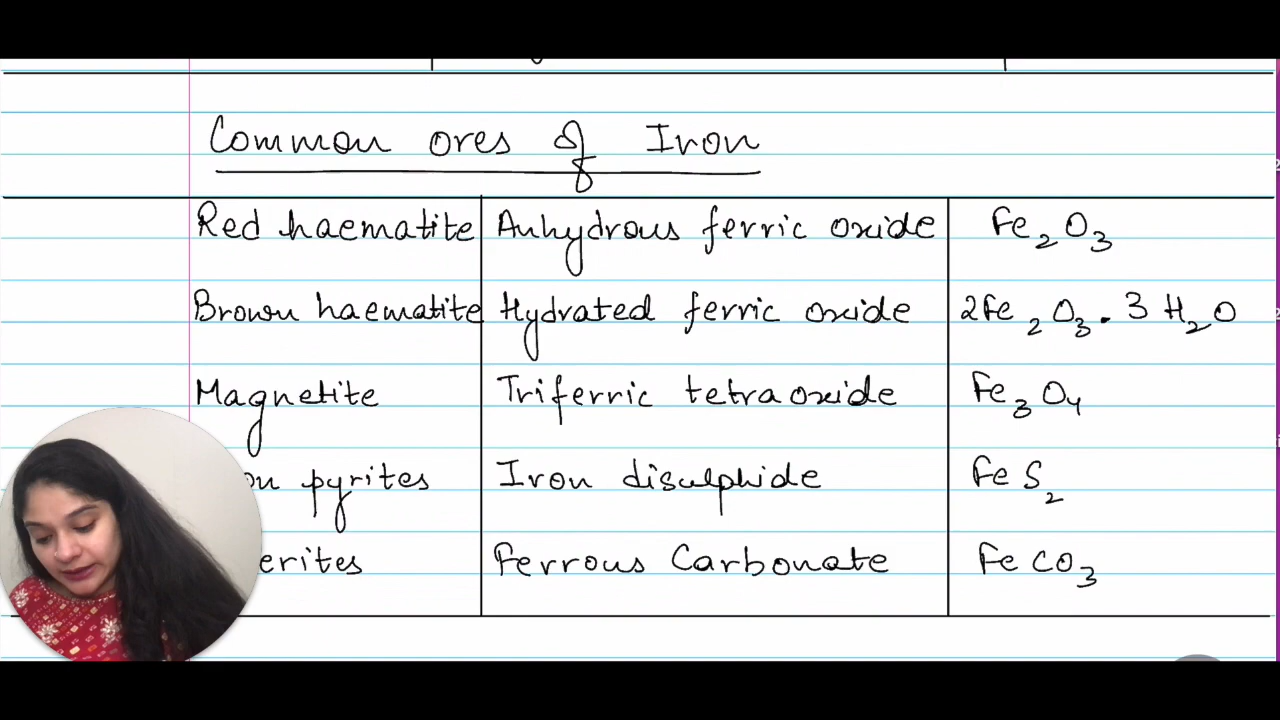 Common ores of Iron
Red haematite Anhydrous ferric oxide Fe₂O₃
Brown haematite Hydrated ferric oxide 2Fe₂O₃.3H₂O
Magnetite Triferric tetraoxide Fe₃O₄
pyrites Iron disulphide FeS₂
Ferrous Carbonate FeCO₃